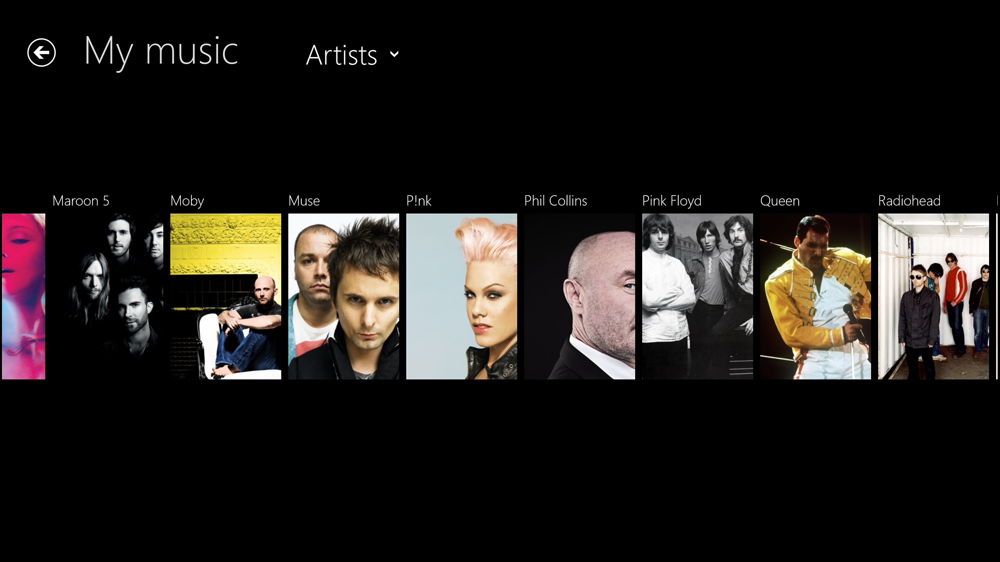 My music
Artists
Maroon 5
Moby
Muse
P!nk
Phil Collins
Pink Floyd
Queen
Radiohead